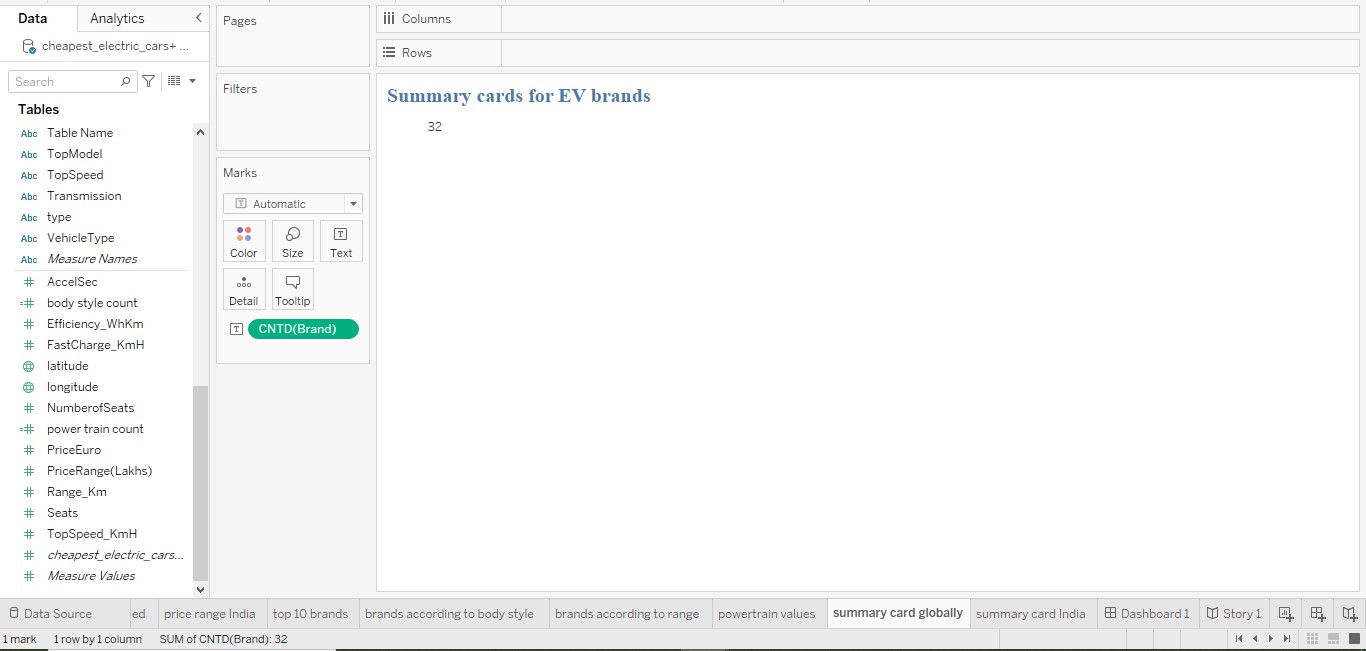 Data
Analytics
cheapest_electric_cars+ ...
Search
Tables
Abc Table Name
Abc TopModel
Abc TopSpeed
Abc Transmission
Abc type
Abc VehicleType
Abc Measure Names
# AccelSec
=# body style count
# Efficiency_WhKm
# FastCharge_KmH
latitude
longitude
# NumberofSeats
=# power train count
# PriceEuro
# PriceRange(Lakhs)
# Range_Km
# Seats
# TopSpeed_KmH
# cheapest_electric_cars...
# Measure Values
Pages
Filters
Marks
T Automatic
Color Size T Text
Detail Tooltip
T CNTD(Brand)
Columns
Rows
Summary cards for EV brands
32
Data Source ed price range India top 10 brands brands according to body style brands according to range powertrain values summary card globally summary card India Dashboard 1 Story 1
1 mark 1 row by 1 column SUM of CNTD(Brand): 32